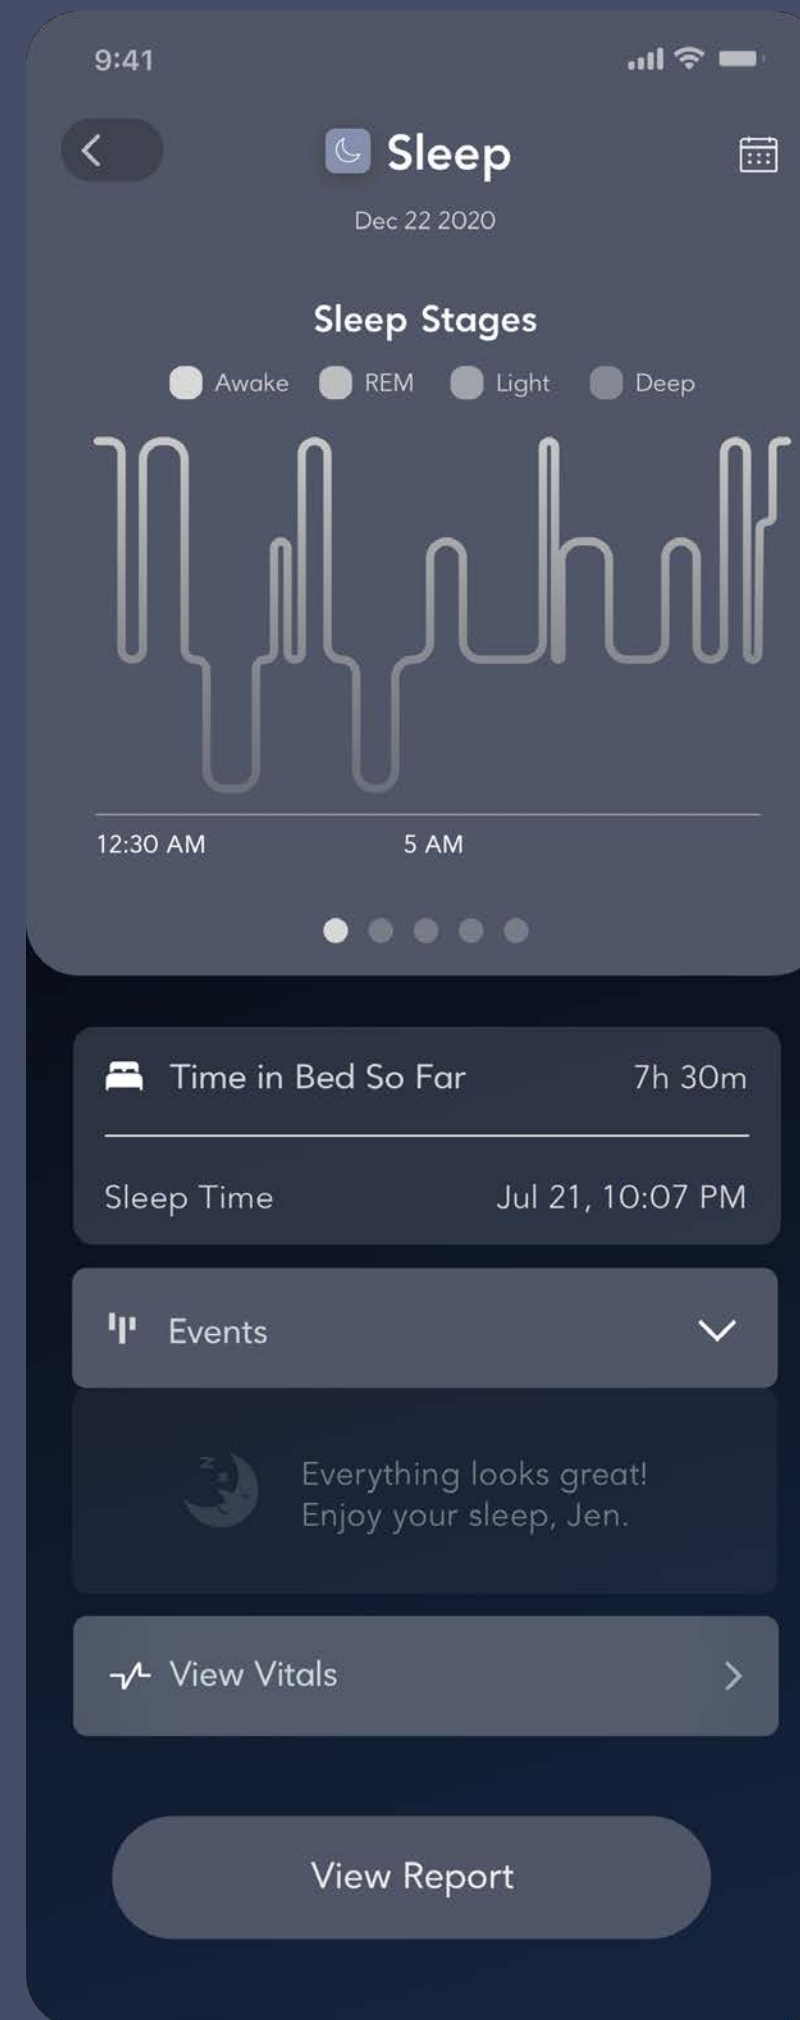 9:41
Sleep
Dec 22 2020
Sleep Stages
Awake REM Light Deep
12:30 AM 5 AM
Time in Bed So Far 7h 30m
Sleep Time Jul 21, 10:07 PM
Events
Everything looks great!
Enjoy your sleep, Jen.
View Vitals
View Report